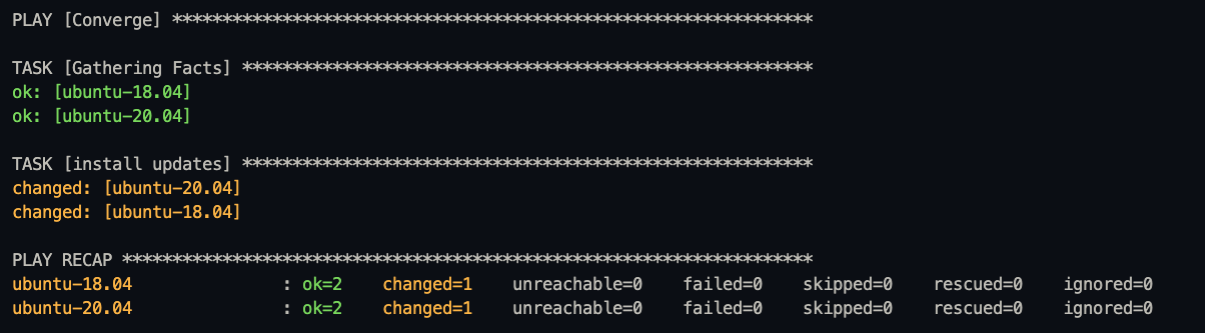 PLAY [Converge] ****************************************************************

TASK [Gathering Facts] *********************************************************
ok: [ubuntu-18.04]
ok: [ubuntu-20.04]

TASK [install updates] *********************************************************
changed: [ubuntu-20.04]
changed: [ubuntu-18.04]

PLAY RECAP *********************************************************************
ubuntu-18.04               : ok=2    changed=1    unreachable=0    failed=0    skipped=0    rescued=0    ignored=0
ubuntu-20.04               : ok=2    changed=1    unreachable=0    failed=0    skipped=0    rescued=0    ignored=0